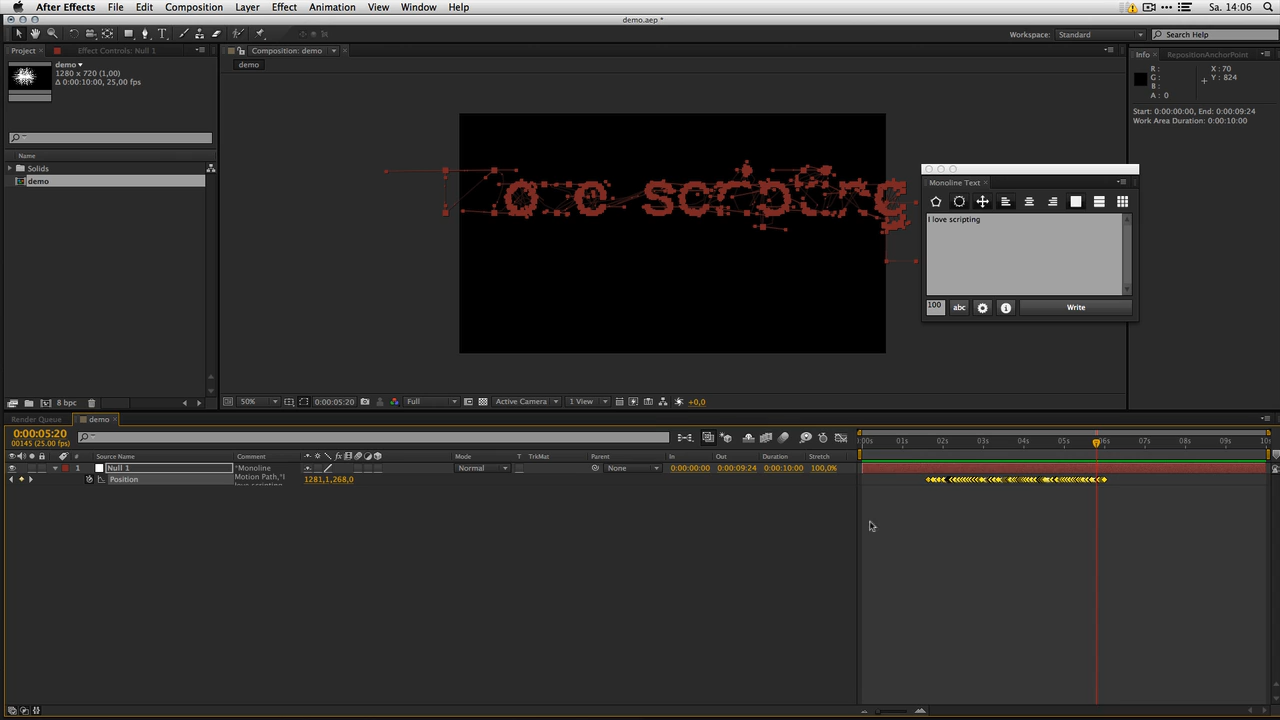 After Effects File Edit Composition Layer Effect Animation View Window Help Sa. 14:06
demo.aep *
Workspace: Standard Search Help
Project Effect Controls: Null 1 Composition: demo Info RepositionAnchorPoint
demo
demo
1280 x 720 (1,00)
Δ 0:00:10:00, 25,00 fps
R :
G :
B :
A : 0
X : 70
Y : 824
Start: 0:00:00:00, End: 0:00:09:24
Work Area Duration: 0:00:10:00
Name
Solids
demo
Monoline Text
I love scripting
100 abc Write
8 bpc
50% 0:00:05:20 Full Active Camera 1 View +0,0
Render Queue demo
0:00:05:20
00145 (25.00 fps)
:00s 01s 02s 03s 04s 05s 06s 07s 08s 09s 10s
# Source Name Comment Mode T TrkMat Parent In Out Duration Stretch
1 Null 1 *Monoline Normal None 0:00:00:00 0:00:09:24 0:00:10:00 100,0%
Position Motion Path,*I
love scripting 1281,1,268,0